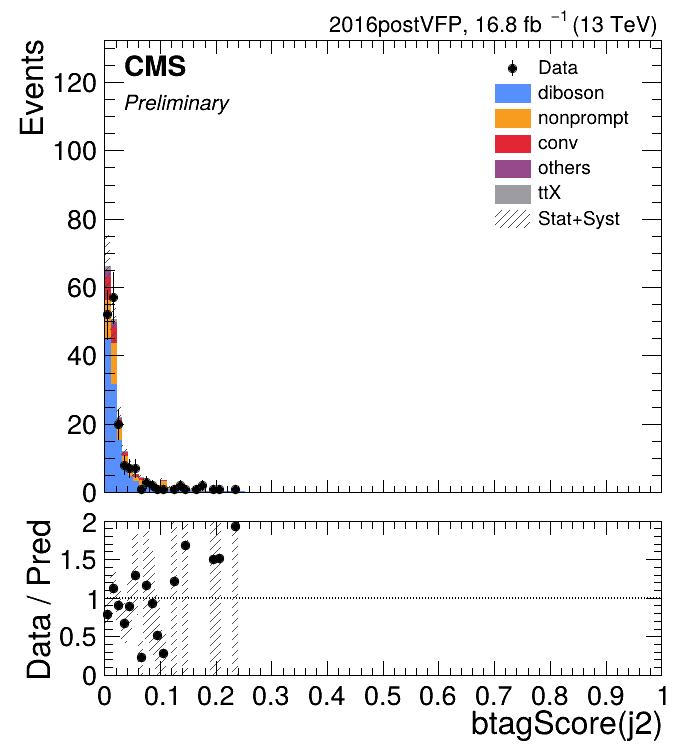 2016postVFP, 16.8 fb ⁻¹ (13 TeV)
CMS
Preliminary
Events
120
100
80
60
40
20
0
Data
diboson
nonprompt
conv
others
ttX
Stat+Syst
Data / Pred
2
1.5
1
0.5
0
0 0.1 0.2 0.3 0.4 0.5 0.6 0.7 0.8 0.9 1
btagScore(j2)